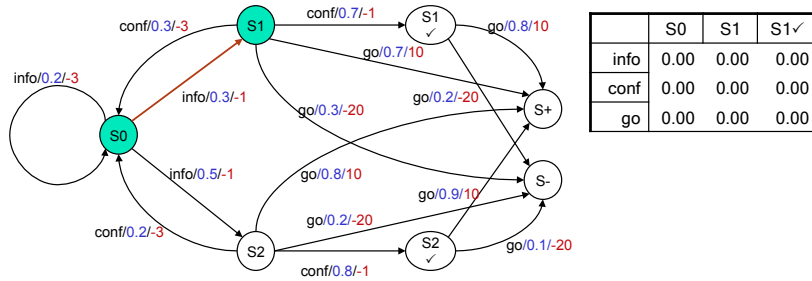 S1
conf/0.7/-1
S1
✓
go/0.8/10
conf/0.3/-3
go/0.7/10
info/0.2/-3
info/0.3/-1
go/0.3/-20
go/0.2/-20
S+
S0
info/0.5/-1
go/0.8/10
S-
go/0.9/10
conf/0.2/-3
go/0.2/-20
S2
S2
✓
go/0.1/-20
conf/0.8/-1
S0 S1 S1✓
info 0.00 0.00 0.00
conf 0.00 0.00 0.00
go 0.00 0.00 0.00